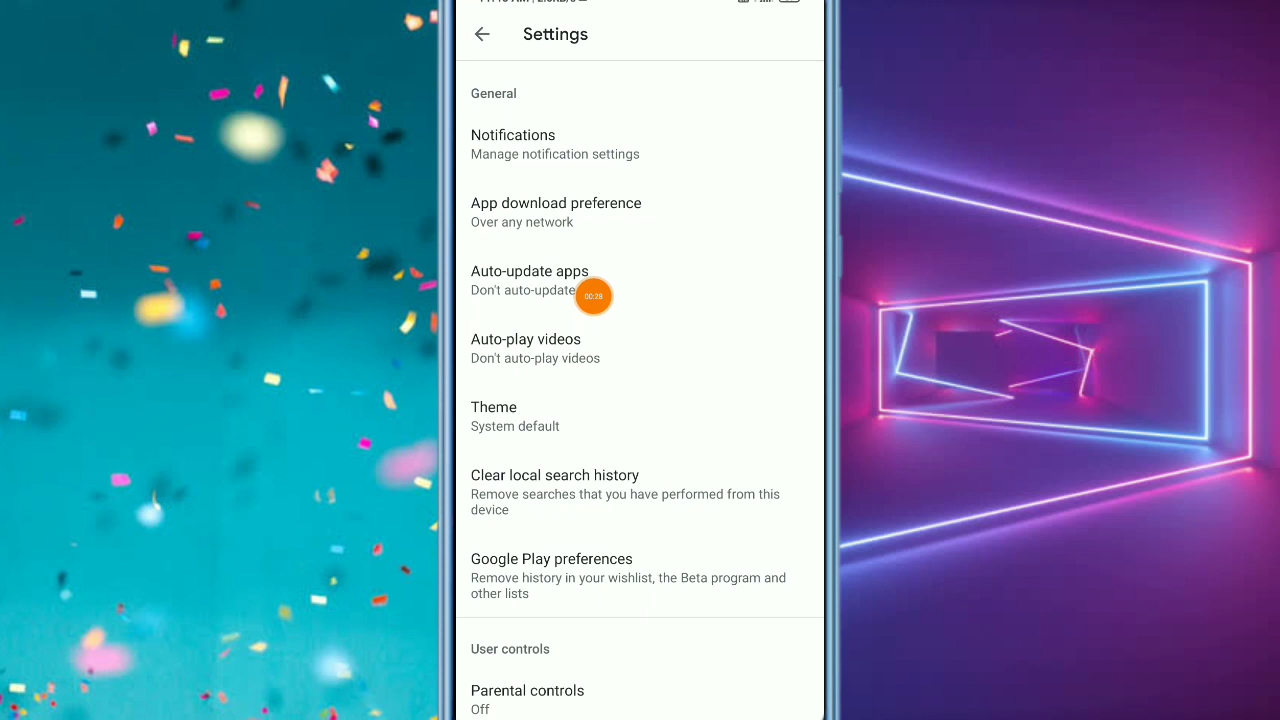 Settings
General
Notifications
Manage notification settings
App download preference
Over any network
Auto-update apps
Don't auto-update
00:28
Auto-play videos
Don't auto-play videos
Theme
System default
Clear local search history
Remove searches that you have performed from this
device
Google Play preferences
Remove history in your wishlist, the Beta program and
other lists
User controls
Parental controls
Off